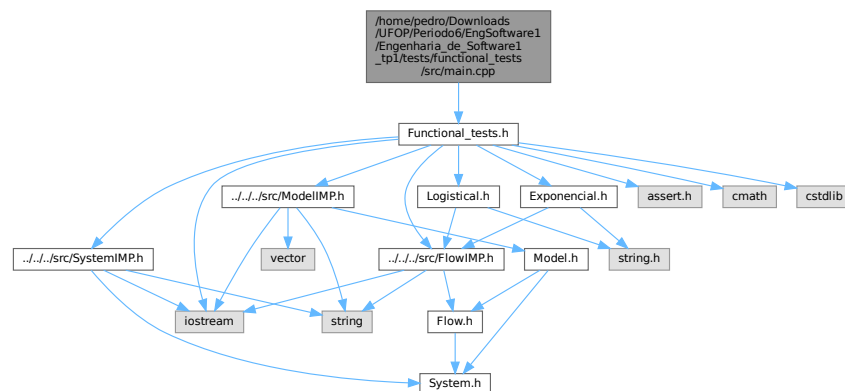 /home/pedro/Downloads
/UFOP/Periodo6/EngSoftware1
/Engenharia_de_Software1
_tp1/tests/functional_tests
/src/main.cpp
Functional_tests.h
../../../src/ModelIMP.h
Logistical.h
Exponencial.h
assert.h
cmath
cstdlib
../../../src/SystemIMP.h
vector
../../../src/FlowIMP.h
Model.h
string.h
iostream
string
Flow.h
System.h